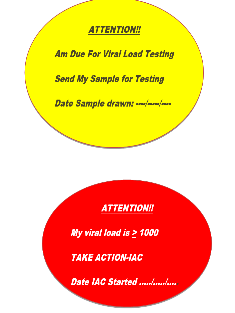 ATTENTION!!
Am Due For Viral Load Testing
Send My Sample for Testing
Date Sample drawn: ----/-----/----
ATTENTION!!
My viral load is ≥ 1000
TAKE ACTION-IAC
Date IAC Started ...../...../....